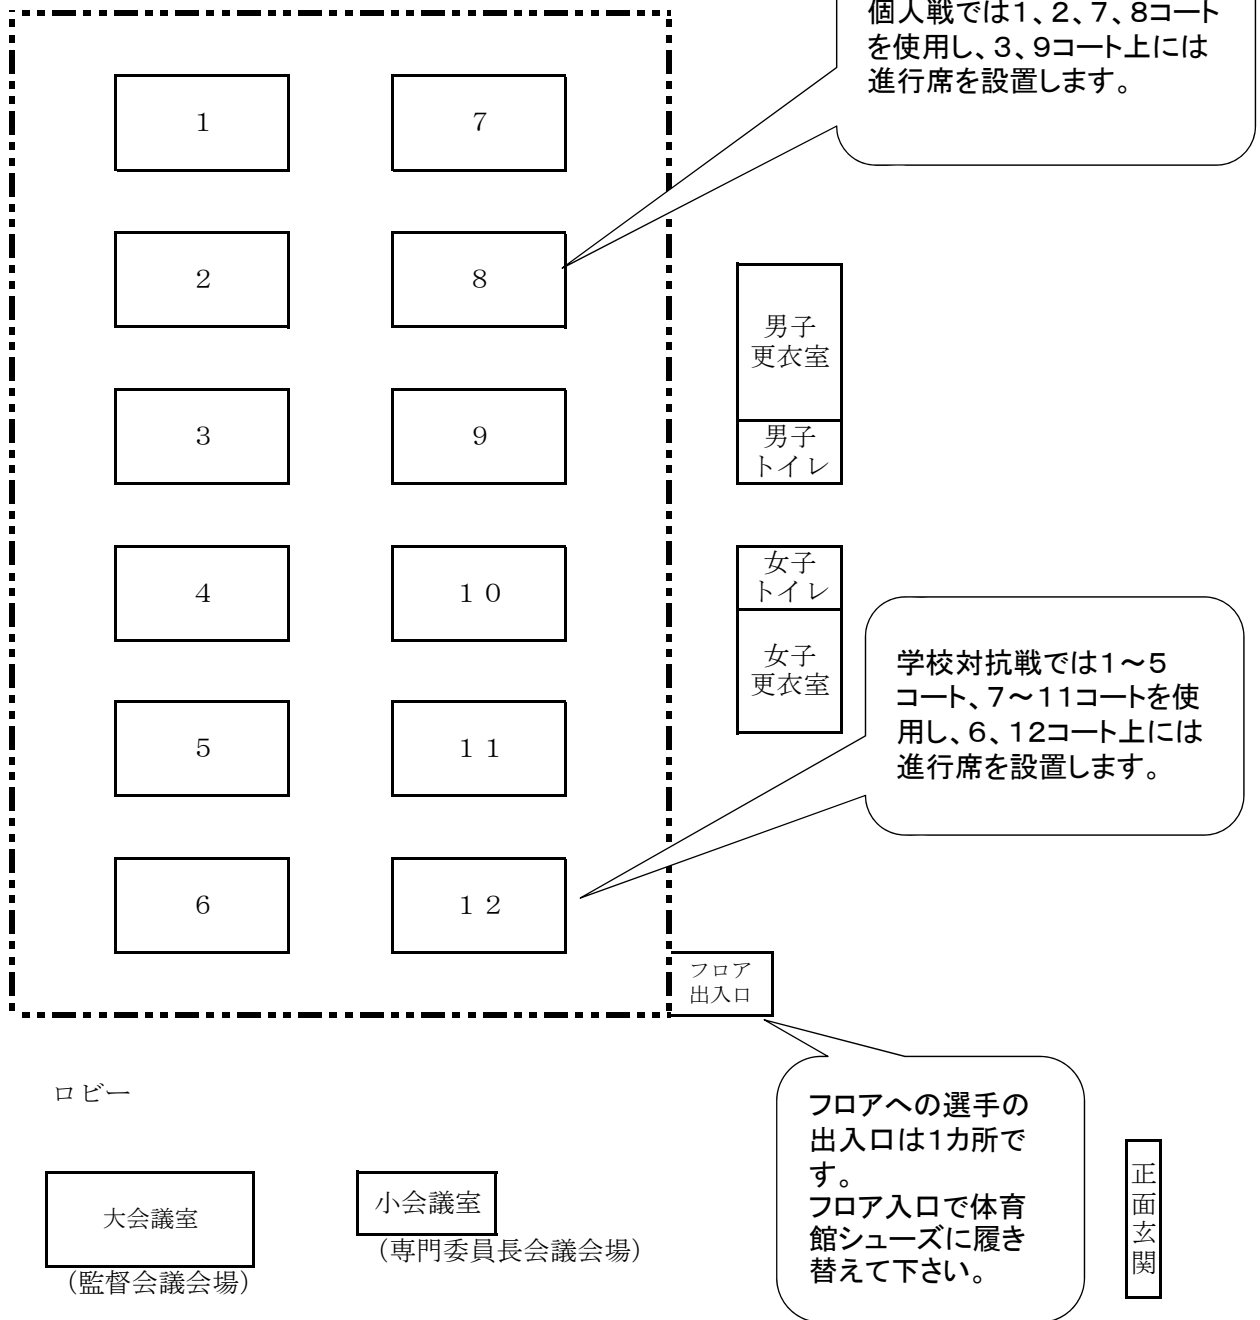 個人戦では1、2、7、8コート
を使用し、3、9コート上には
進行席を設置します。
1
7
2
8
3
9
4
１０
5
１１
6
１２
男子
更衣室
男子
トイレ
女子
トイレ
女子
更衣室
学校対抗戦では1～5
コート、7～11コートを使
用し、6、12コート上には
進行席を設置します。
フロア
出入口
ロビー
フロアへの選手の
出入口は1カ所で
す。
フロア入口で体育
館シューズに履き
替えて下さい。
大会議室
（監督会議会場）
小会議室
（専門委員長会議会場）
正面玄関